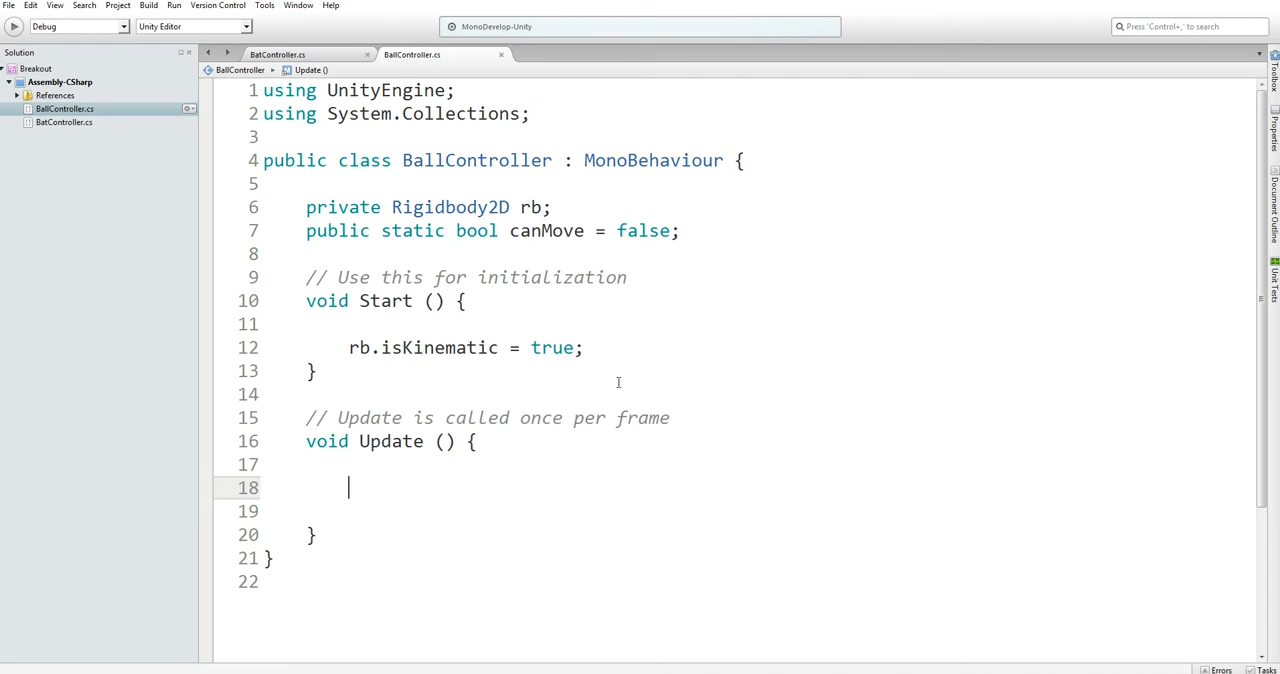 File Edit View Search Project Build Run Version Control Tools Window Help
Debug Unity Editor MonoDevelop-Unity Press 'Control+,' to search
Solution BatController.cs BallController.cs
Breakout BallController Update ()
Assembly-CSharp
References
BallController.cs
BatController.cs
1 using UnityEngine;
2 using System.Collections;
3
4 public class BallController : MonoBehaviour {
5
6 private Rigidbody2D rb;
7 public static bool canMove = false;
8
9 // Use this for initialization
10 void Start () {
11
12 rb.isKinematic = true;
13 }
14
15 // Update is called once per frame
16 void Update () {
17
18
19
20 }
21 }
22
Toolbox
Properties
Document Outline
Unit Tests
Errors Tasks